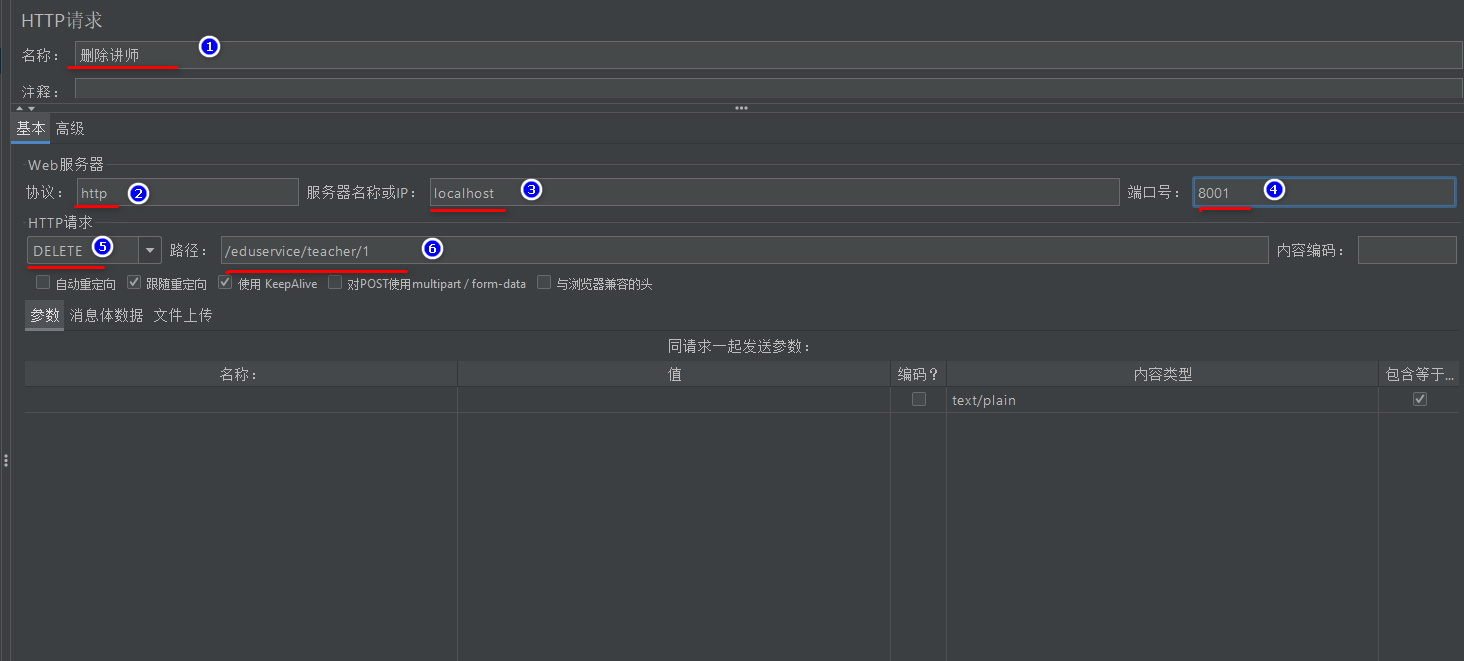 HTTP请求
名称： 删除讲师 1
注释：
基本 高级
Web服务器
协议： http 2 服务器名称或IP： localhost 3 端口号： 8001 4
HTTP请求
DELETE 5 路径： /eduservice/teacher/1 6 内容编码：
自动重定向 跟随重定向 使用 KeepAlive 对POST使用multipart / form-data 与浏览器兼容的头
参数 消息体数据 文件上传
同请求一起发送参数：
名称： 值 编码？ 内容类型 包含等于...
text/plain